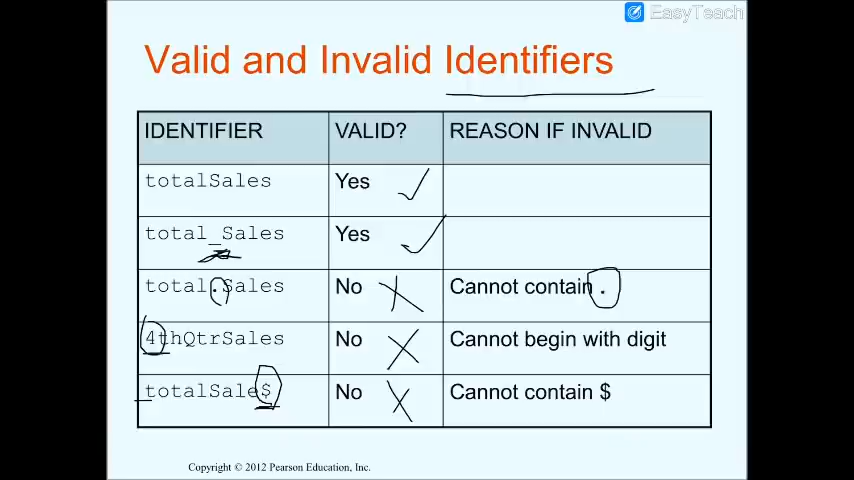 EasyTeach
Valid and Invalid Identifiers
IDENTIFIER VALID? REASON IF INVALID
totalSales Yes
total_Sales Yes
total.Sales No Cannot contain .
4thQtrSales No Cannot begin with digit
totalSale$ No Cannot contain $
Copyright © 2012 Pearson Education, Inc.